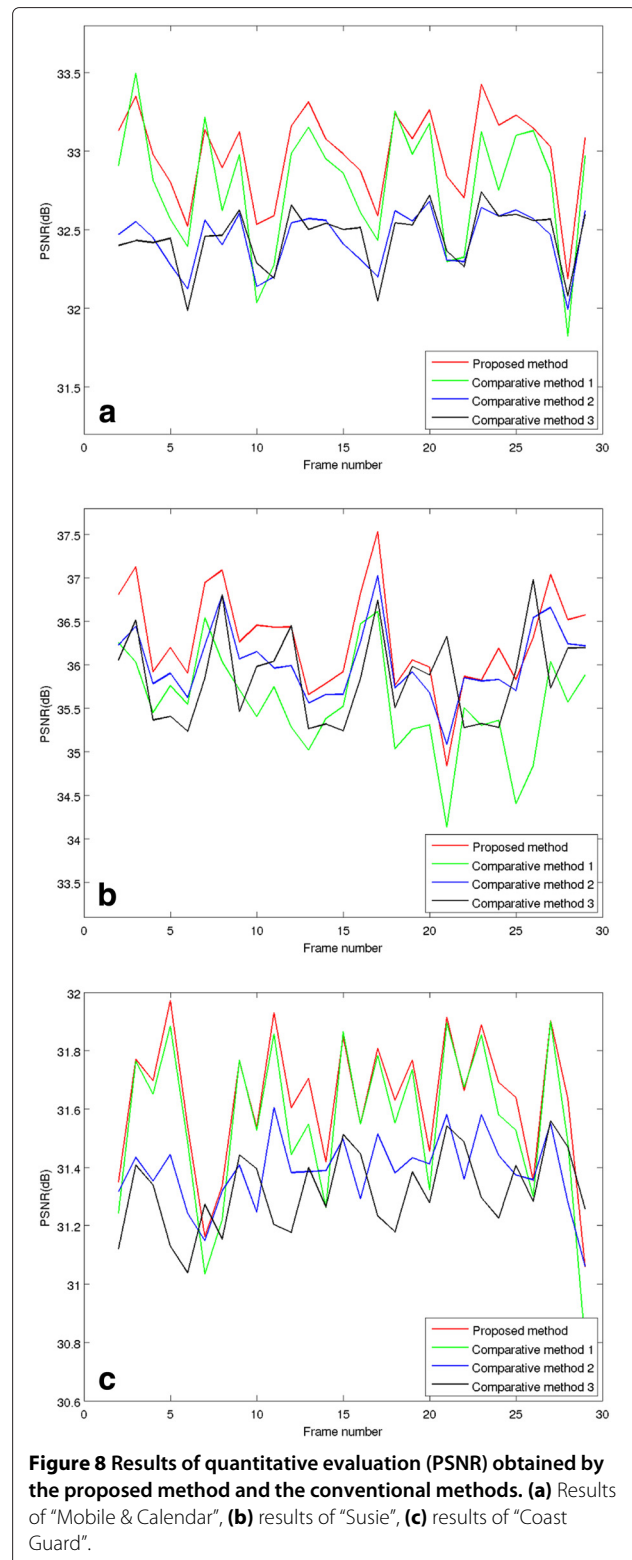 33.5
33
32.5
32
31.5
PSNR(dB)
0
5
10
15
20
25
30
Frame number
a
Proposed method
Comparative method 1
Comparative method 2
Comparative method 3
37.5
37
36.5
36
35.5
35
34.5
34
33.5
PSNR(dB)
0
5
10
15
20
25
30
Frame number
b
Proposed method
Comparative method 1
Comparative method 2
Comparative method 3
32
31.8
31.6
31.4
31.2
31
30.8
30.6
PSNR(dB)
0
5
10
15
20
25
30
Frame number
c
Proposed method
Comparative method 1
Comparative method 2
Comparative method 3
Figure 8 Results of quantitative evaluation (PSNR) obtained by
the proposed method and the conventional methods. (a) Results
of “Mobile & Calendar”, (b) results of “Susie”, (c) results of “Coast
Guard”.